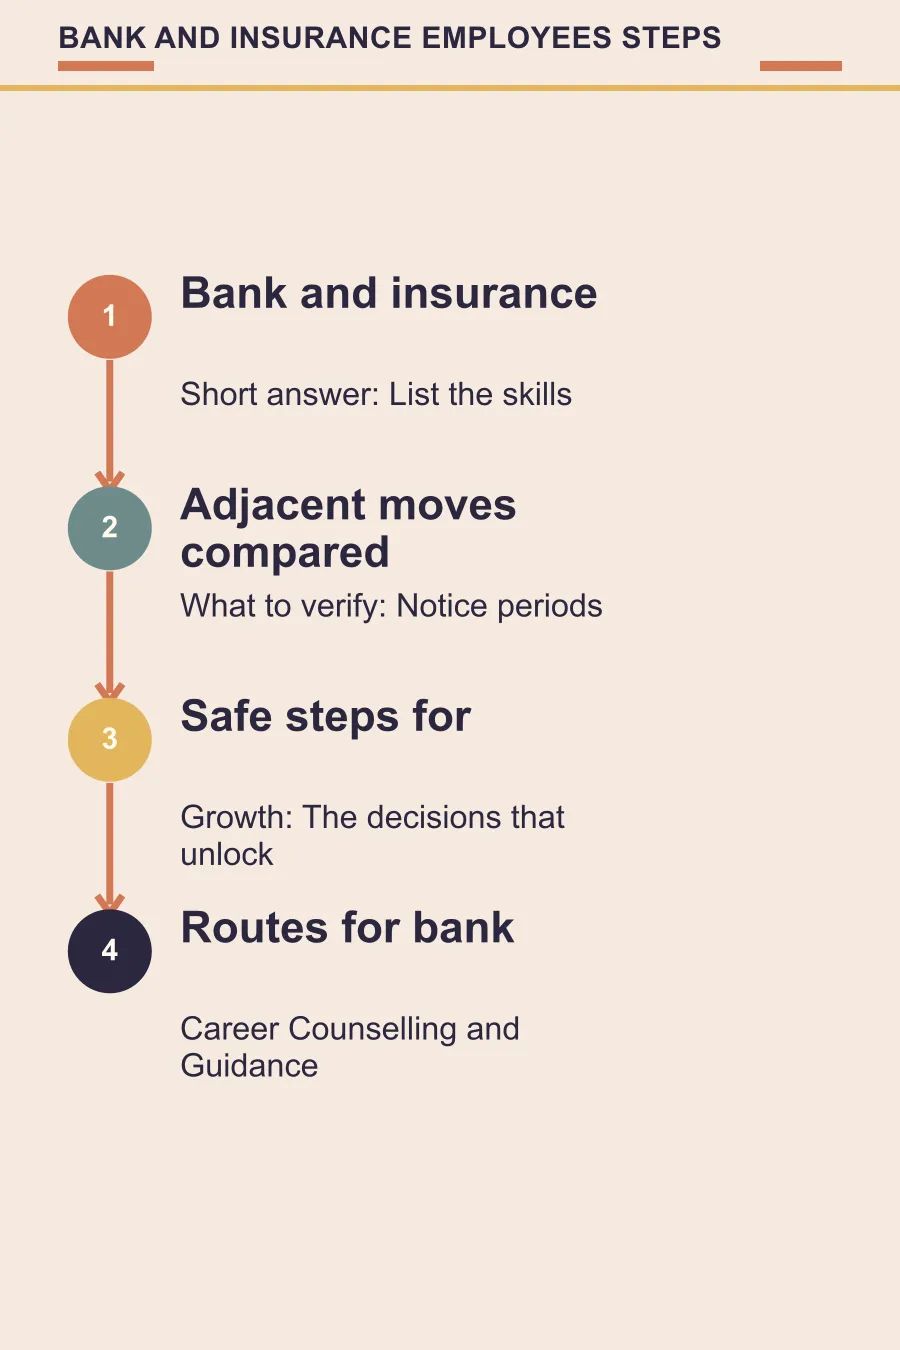 BANK AND INSURANCE EMPLOYEES STEPS
1
Bank and insurance
Short answer: List the skills
2
Adjacent moves
compared
What to verify: Notice periods
3
Safe steps for
Growth: The decisions that
unlock
4
Routes for bank
Career Counselling and
Guidance